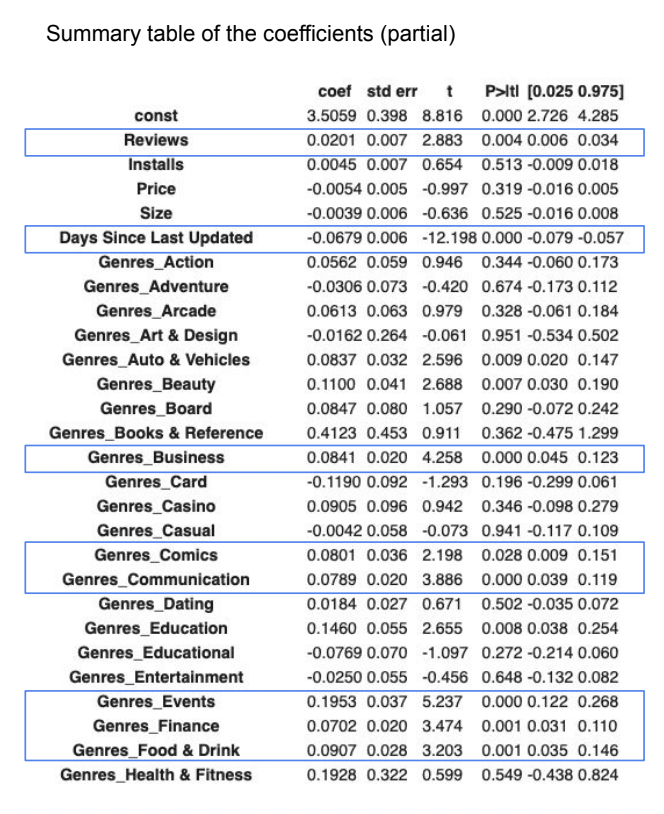 Summary table of the coefficients (partial)
coef std err t P>|t| [0.025 0.975]
const 3.5059 0.398 8.816 0.000 2.726 4.285
Reviews 0.0201 0.007 2.883 0.004 0.006 0.034
Installs 0.0045 0.007 0.654 0.513 -0.009 0.018
Price -0.0054 0.005 -0.997 0.319 -0.016 0.005
Size -0.0039 0.006 -0.636 0.525 -0.016 0.008
Days Since Last Updated -0.0679 0.006 -12.198 0.000 -0.079 -0.057
Genres_Action 0.0562 0.059 0.946 0.344 -0.060 0.173
Genres_Adventure -0.0306 0.073 -0.420 0.674 -0.173 0.112
Genres_Arcade 0.0613 0.063 0.979 0.328 -0.061 0.184
Genres_Art & Design -0.0162 0.264 -0.061 0.951 -0.534 0.502
Genres_Auto & Vehicles 0.0837 0.032 2.596 0.009 0.020 0.147
Genres_Beauty 0.1100 0.041 2.688 0.007 0.030 0.190
Genres_Board 0.0847 0.080 1.057 0.290 -0.072 0.242
Genres_Books & Reference 0.4123 0.453 0.911 0.362 -0.475 1.299
Genres_Business 0.0841 0.020 4.258 0.000 0.045 0.123
Genres_Card -0.1190 0.092 -1.293 0.196 -0.299 0.061
Genres_Casino 0.0905 0.096 0.942 0.346 -0.098 0.279
Genres_Casual -0.0042 0.058 -0.073 0.941 -0.117 0.109
Genres_Comics 0.0801 0.036 2.198 0.028 0.009 0.151
Genres_Communication 0.0789 0.020 3.886 0.000 0.039 0.119
Genres_Dating 0.0184 0.027 0.671 0.502 -0.035 0.072
Genres_Education 0.1460 0.055 2.655 0.008 0.038 0.254
Genres_Educational -0.0769 0.070 -1.097 0.272 -0.214 0.060
Genres_Entertainment -0.0250 0.055 -0.456 0.648 -0.132 0.082
Genres_Events 0.1953 0.037 5.237 0.000 0.122 0.268
Genres_Finance 0.0702 0.020 3.474 0.001 0.031 0.110
Genres_Food & Drink 0.0907 0.028 3.203 0.001 0.035 0.146
Genres_Health & Fitness 0.1928 0.322 0.599 0.549 -0.438 0.824